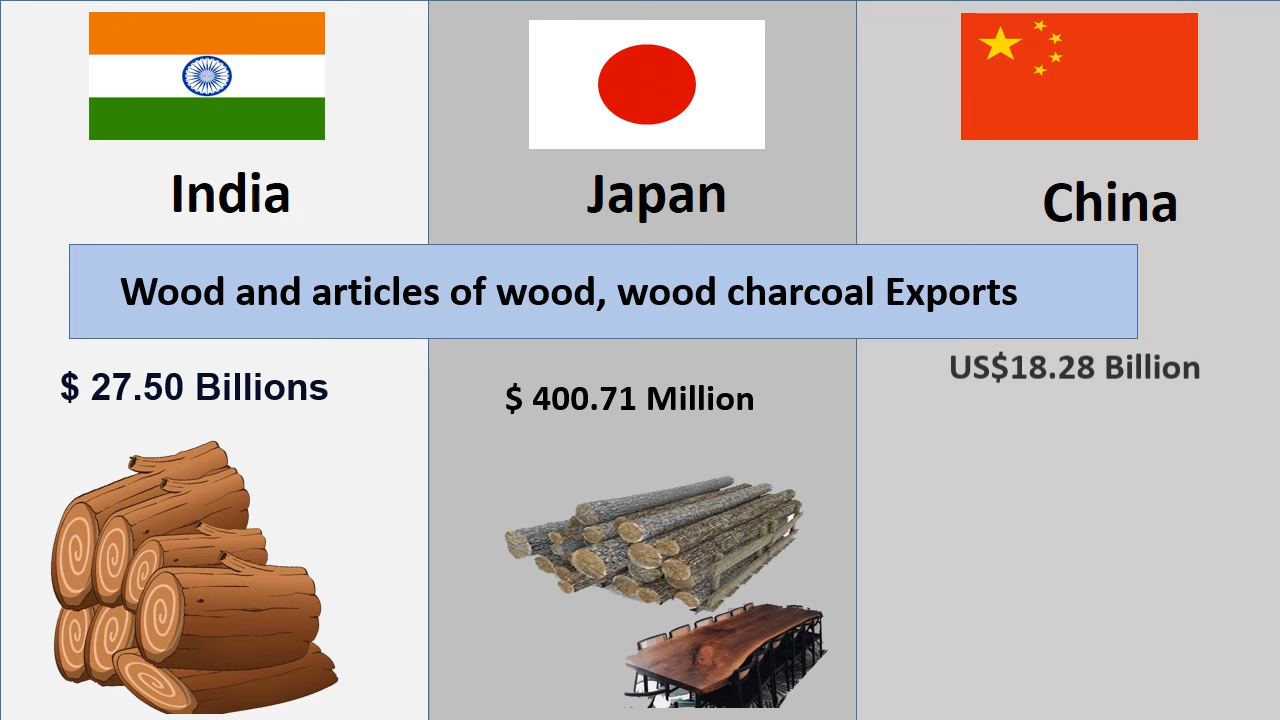 India
Japan
China
Wood and articles of wood, wood charcoal Exports
$ 27.50 Billions
$ 400.71 Million
US$18.28 Billion